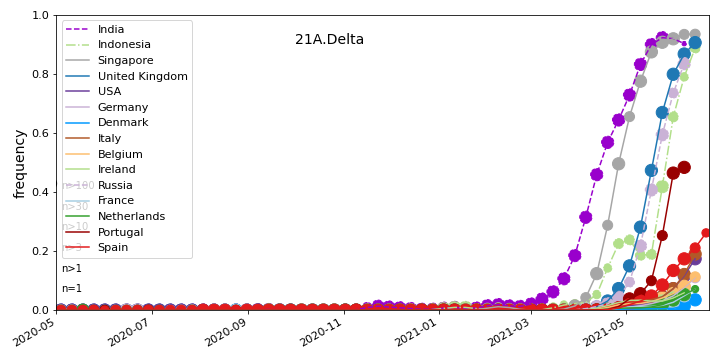 21A.Delta
frequency
1.0
0.8
0.6
0.4
0.2
0.0
India
Indonesia
Singapore
United Kingdom
USA
Germany
Denmark
Italy
Belgium
Ireland
Russia
France
Netherlands
Portugal
Spain
n>100
n>30
n>10
n>3
n>1
n=1
2020-05
2020-07
2020-09
2020-11
2021-01
2021-03
2021-05